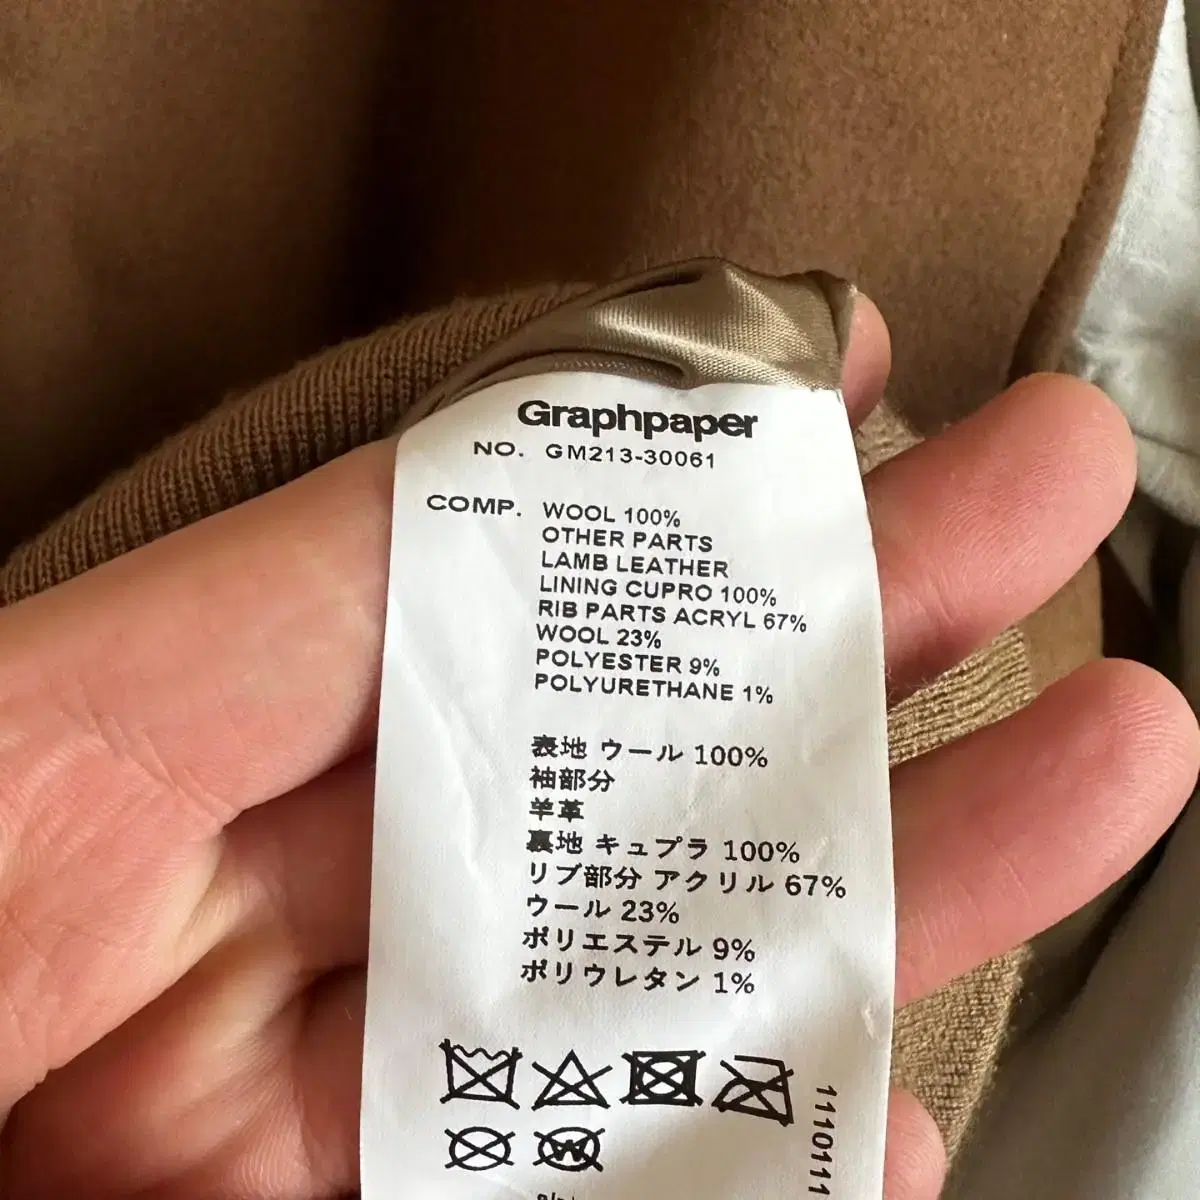 Graphpaper
NO. GM213-30061
COMP. WOOL 100%
OTHER PARTS
LAMB LEATHER
LINING CUPRO 100%
RIB PARTS ACRYL 67%
WOOL 23%
POLYESTER 9%
POLYURETHANE 1%
表地 ウール 100%
袖部分
羊革
裏地 キュプラ 100%
リブ部分 アクリル 67%
ウール 23%
ポリエステル 9%
ポリウレタン 1%
W
1110111